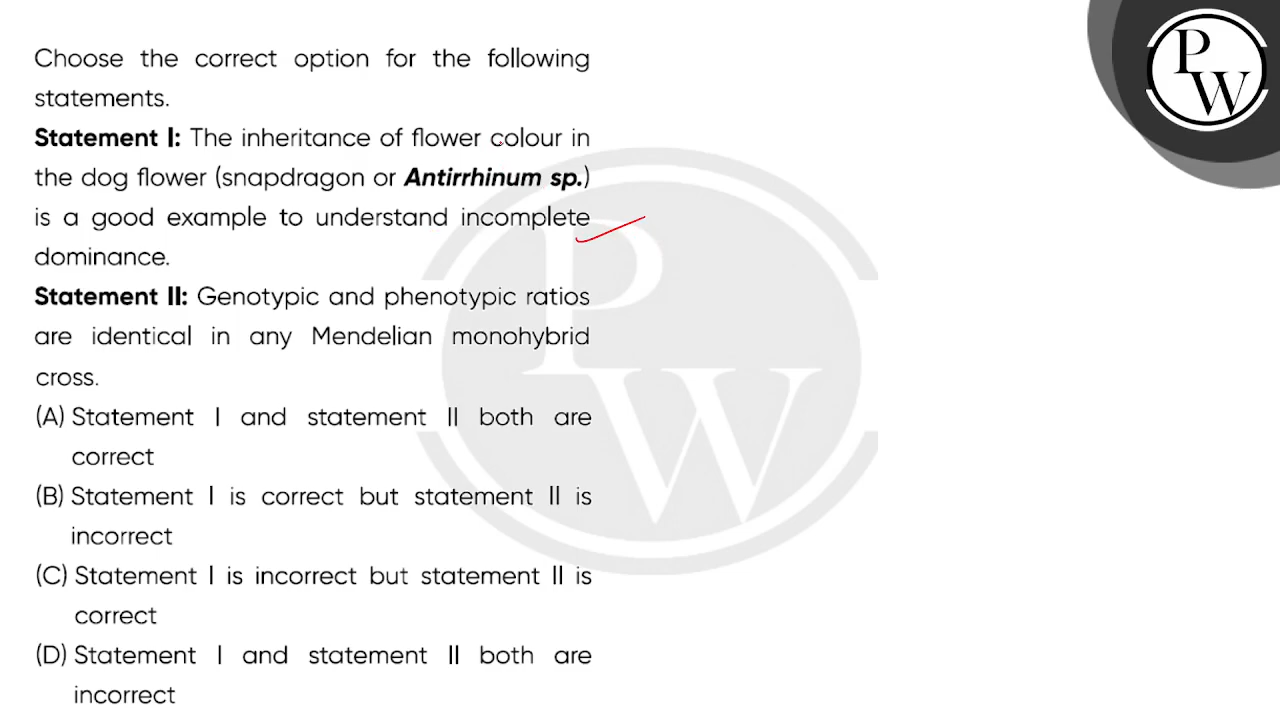 Choose the correct option for the following
statements.
Statement I: The inheritance of flower colour in
the dog flower (snapdragon or Antirrhinum sp.)
is a good example to understand incomplete
dominance.
Statement II: Genotypic and phenotypic ratios
are identical in any Mendelian monohybrid
cross.
(A) Statement I and statement II both are
correct
(B) Statement I is correct but statement II is
incorrect
(C) Statement I is incorrect but statement II is
correct
(D) Statement I and statement II both are
incorrect
P
W
P
W